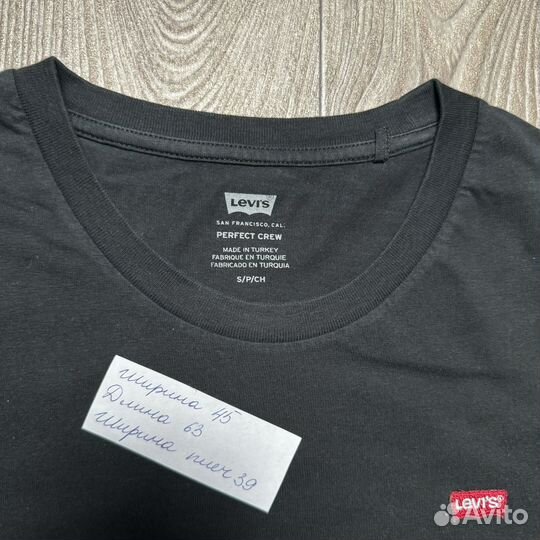 Levi's
SAN FRANCISCO, CAL.
PERFECT CREW
MADE IN TURKEY
FABRIQUE EN TURQUIE
FABRICADO EN TURQUIA
S/P/CH
Ширина 45
Длина 63
Ширина плеч 39
Levi's®
Avito